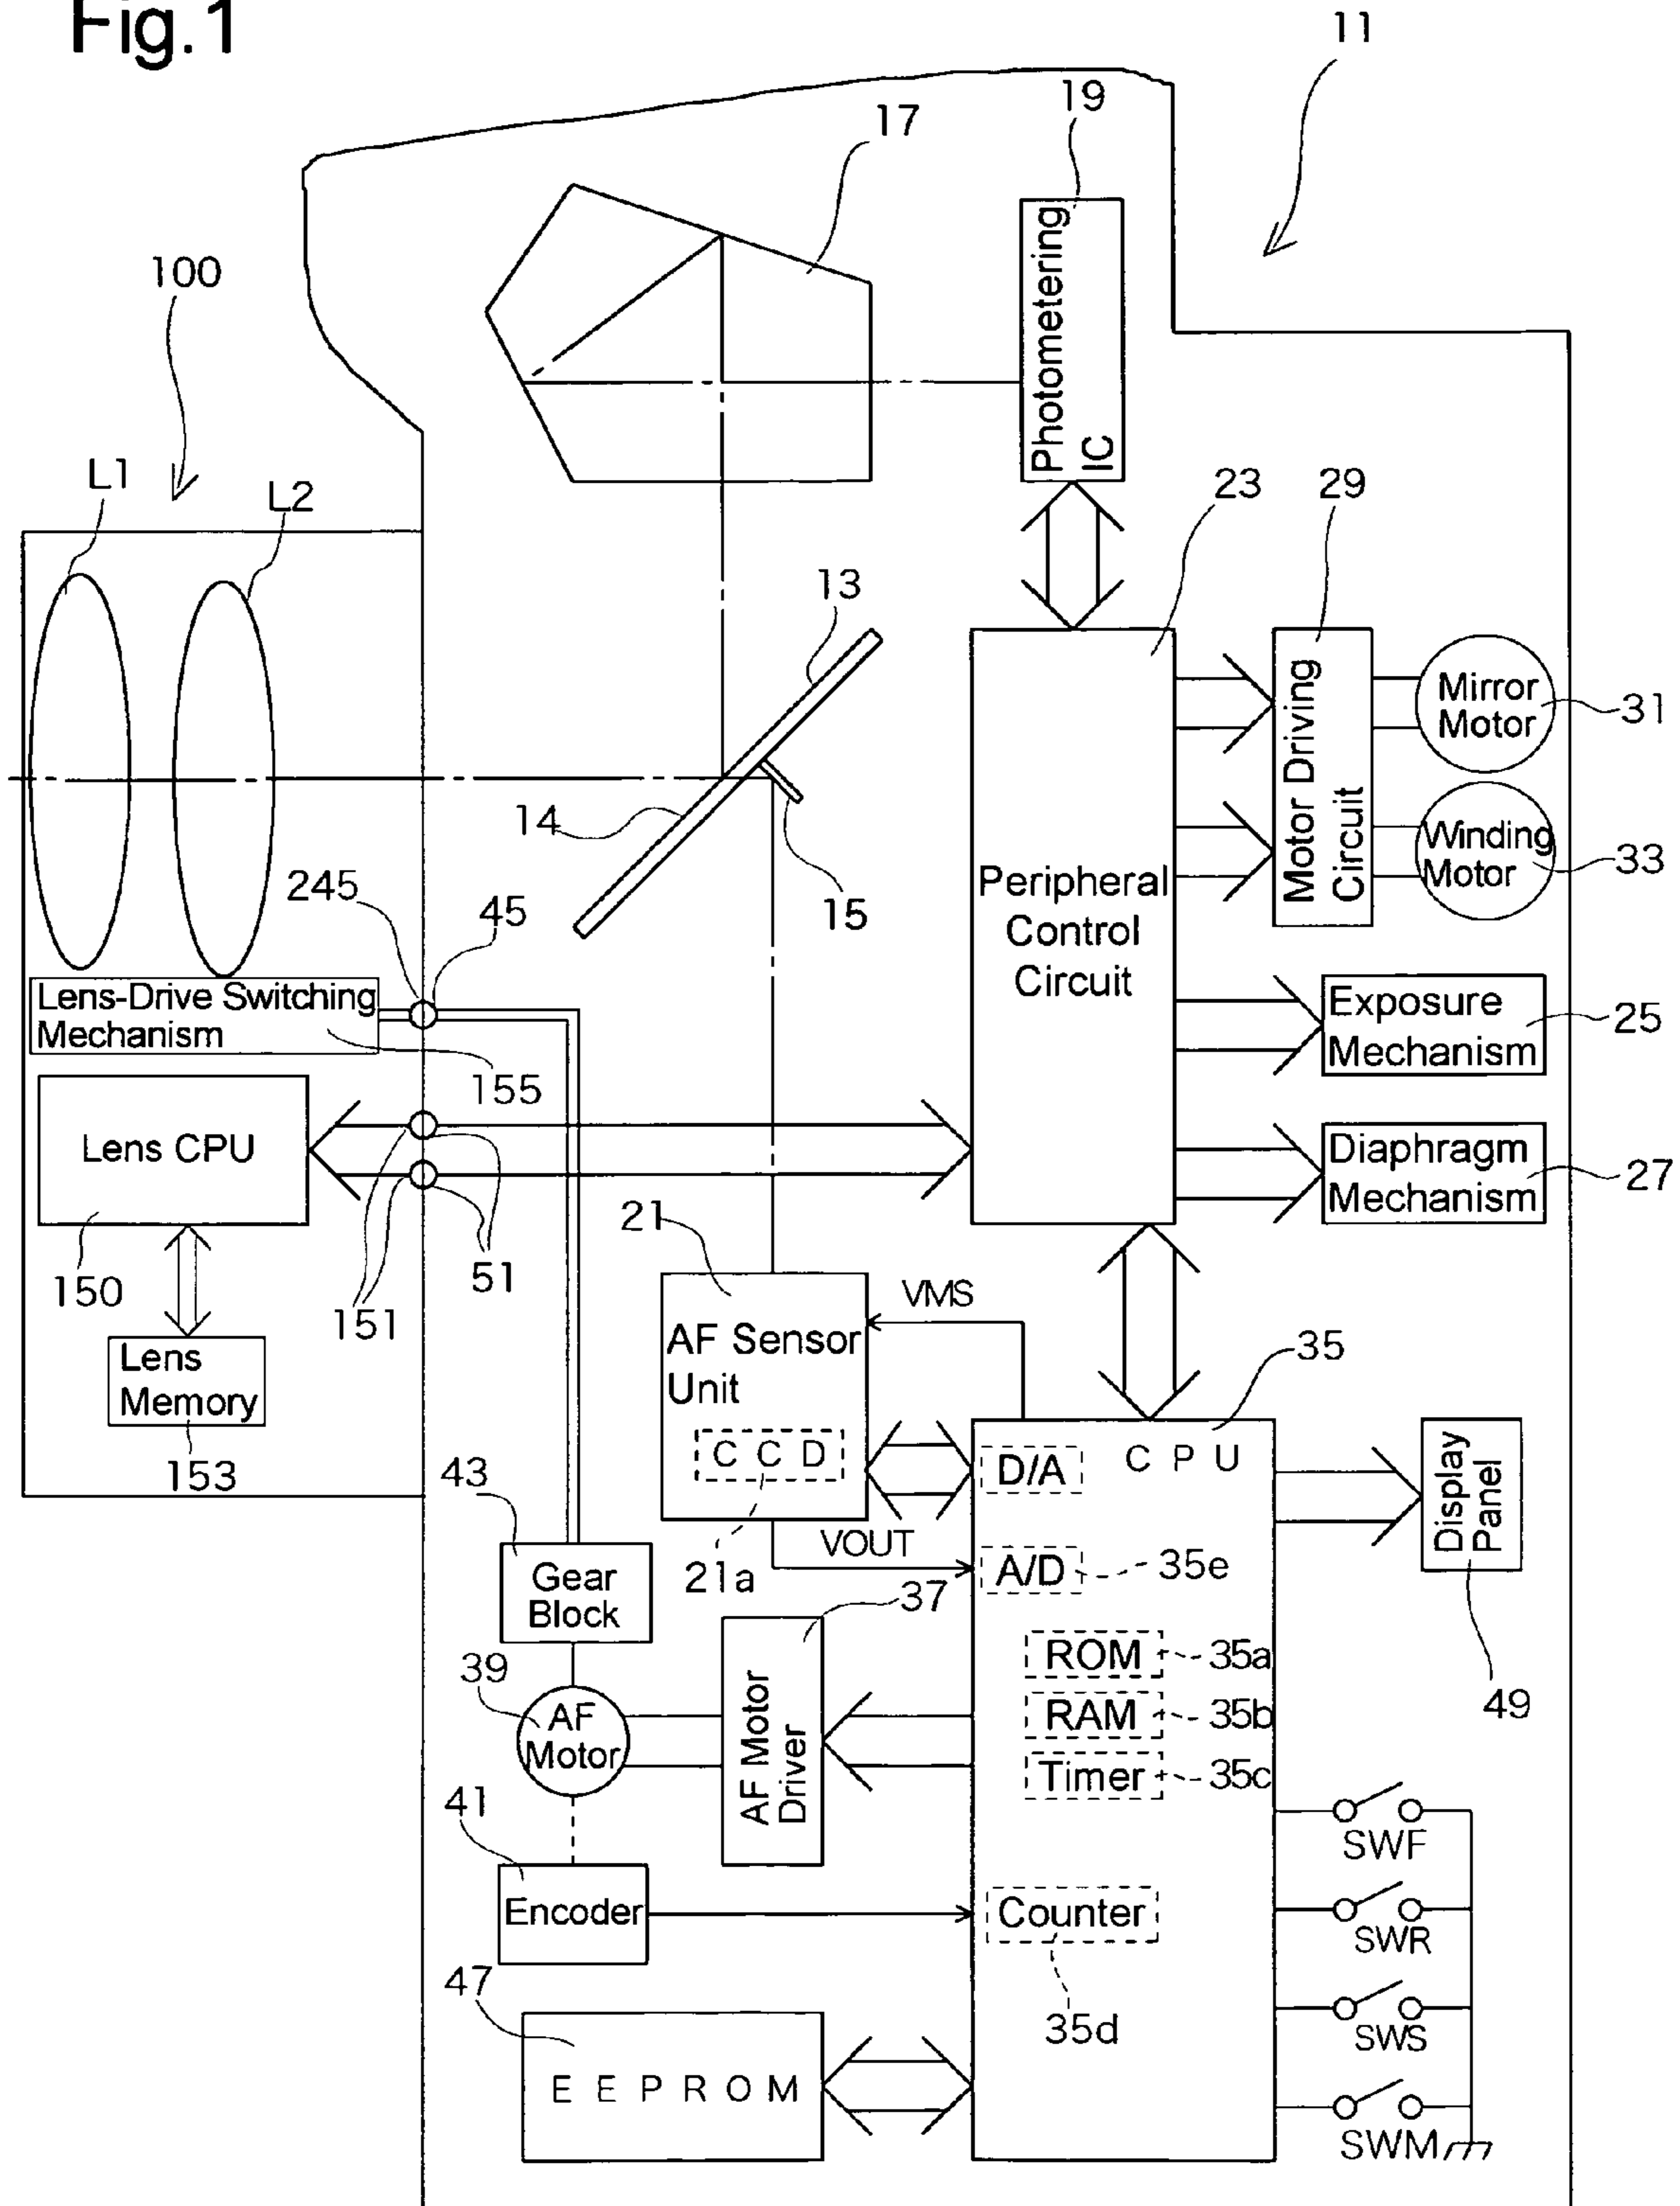 Fig.1
11
19
17
100
Photometering
IC
L1
L2
23
29
13
Motor Driving
Circuit
Mirror
Motor
31
14
Winding
Motor
33
15
Peripheral
Control
Circuit
245
45
Lens-Drive Switching
Mechanism
Exposure
Mechanism
25
155
Lens CPU
Diaphragm
Mechanism
27
21
51
150
151
VMS
AF Sensor
Unit
35
Lens
Memory
C C D
D/A
C P U
Display
Panel
153
43
VOUT
21a
A/D
35e
Gear
Block
37
ROM
35a
39
49
AF
Motor
AF Motor
Driver
RAM
35b
Timer
35c
41
SWF
Encoder
Counter
SWR
47
35d
SWS
E E P R O M
SWM